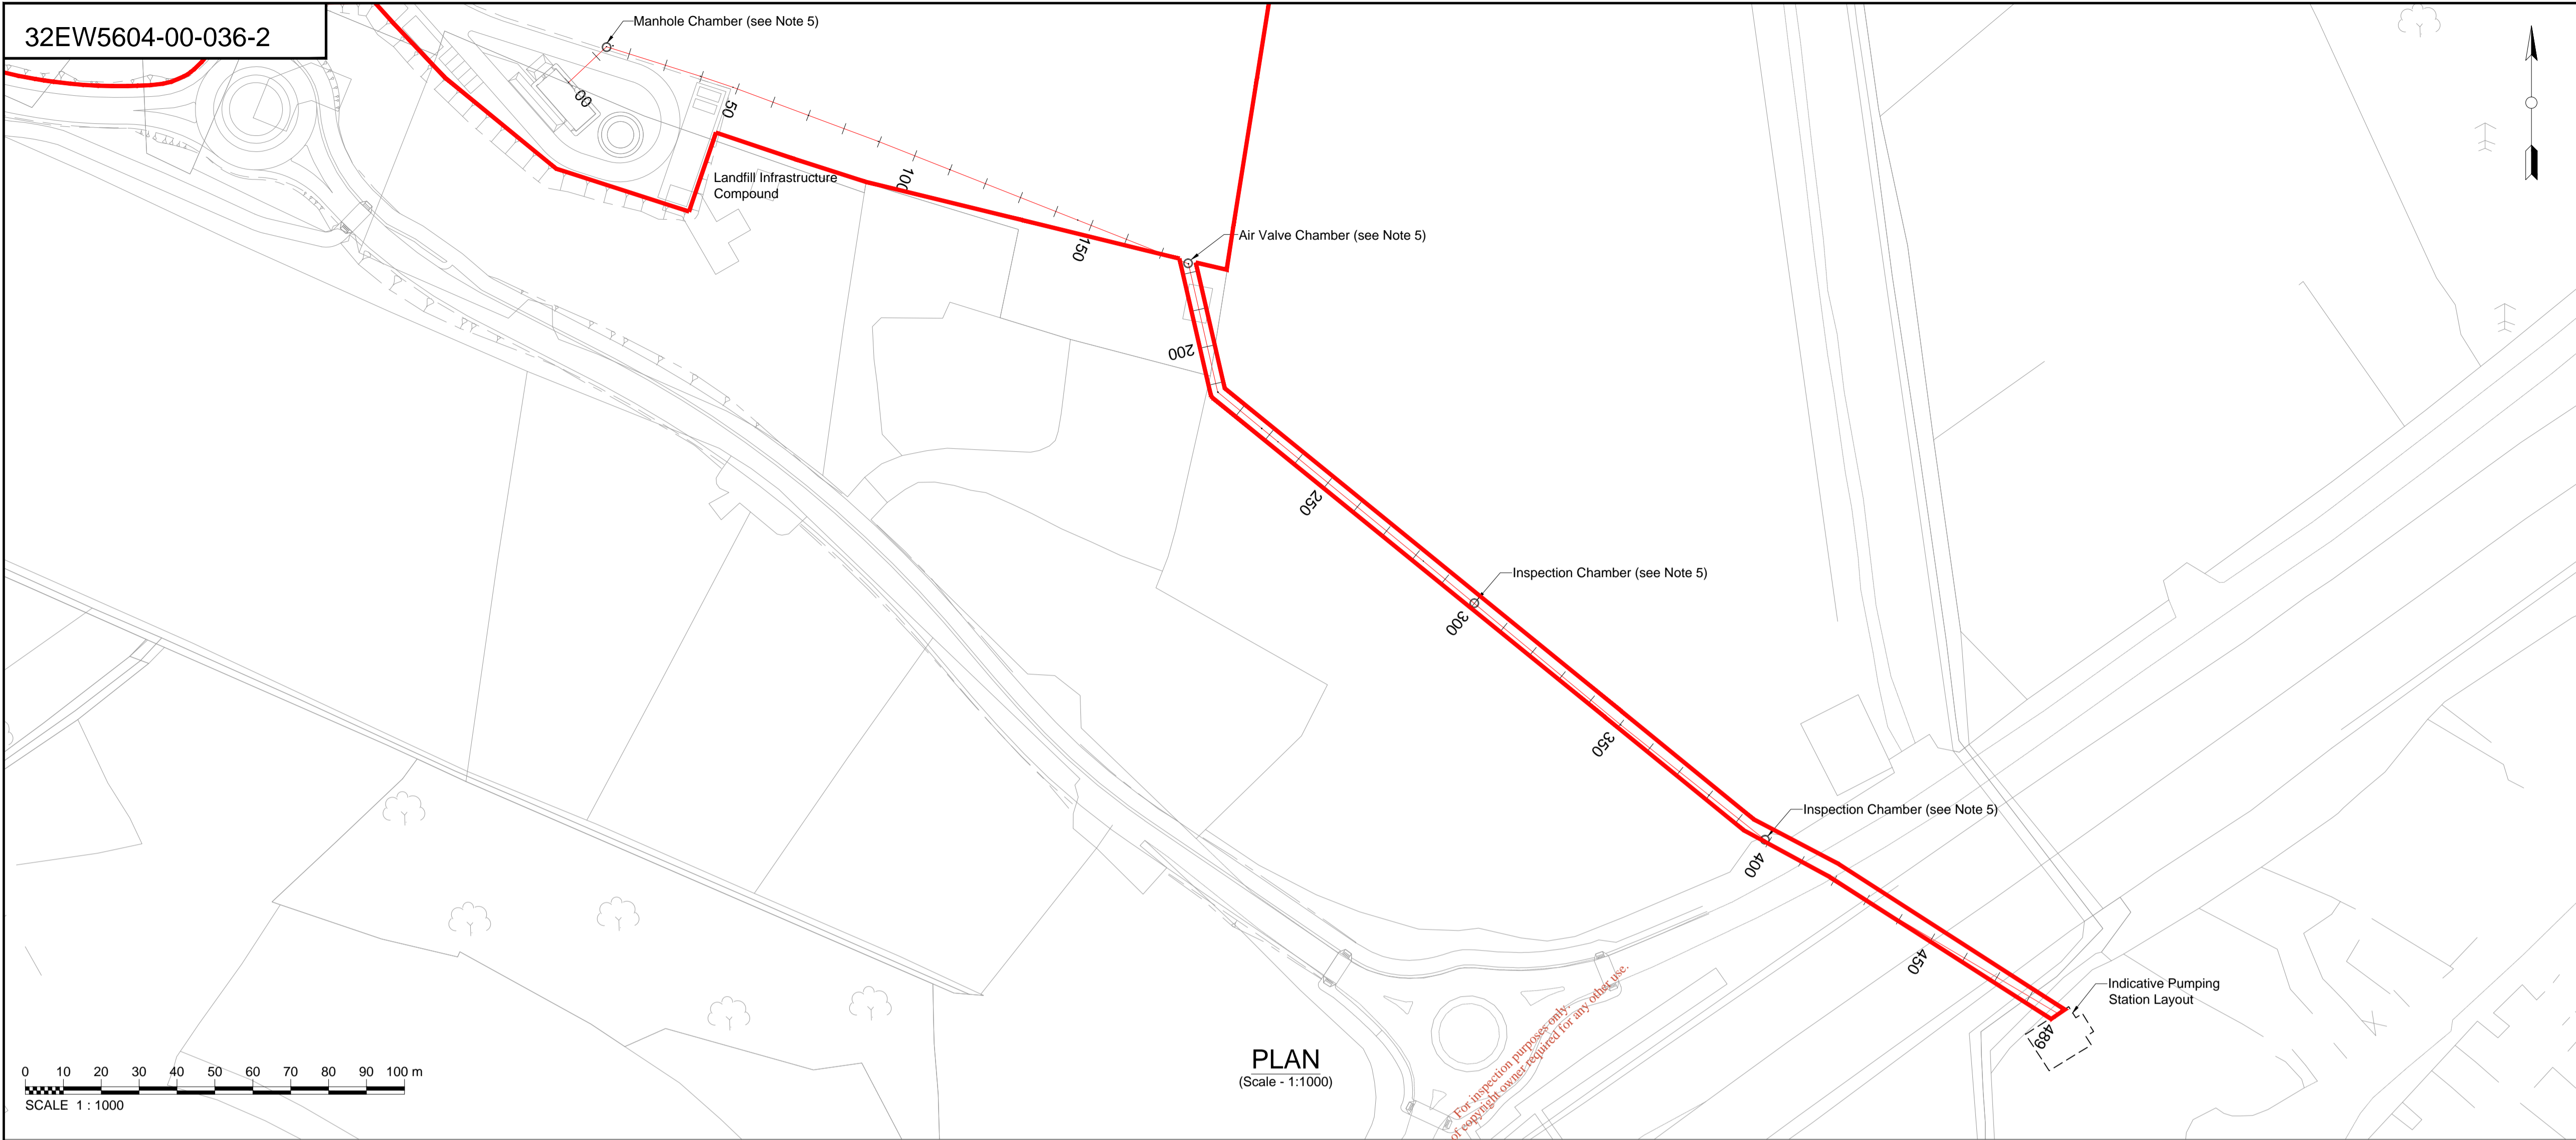 32EW5604-00-036-2
Manhole Chamber (see Note 5)
00
50
Landfill Infrastructure
Compound
100
150
Air Valve Chamber (see Note 5)
200
250
Inspection Chamber (see Note 5)
300
350
Inspection Chamber (see Note 5)
400
450
Indicative Pumping
Station Layout
489
PLAN
(Scale - 1:1000)
For inspection purposes only.
of copyright owner required for any other use.
0 10 20 30 40 50 60 70 80 90 100 m
SCALE 1 : 1000